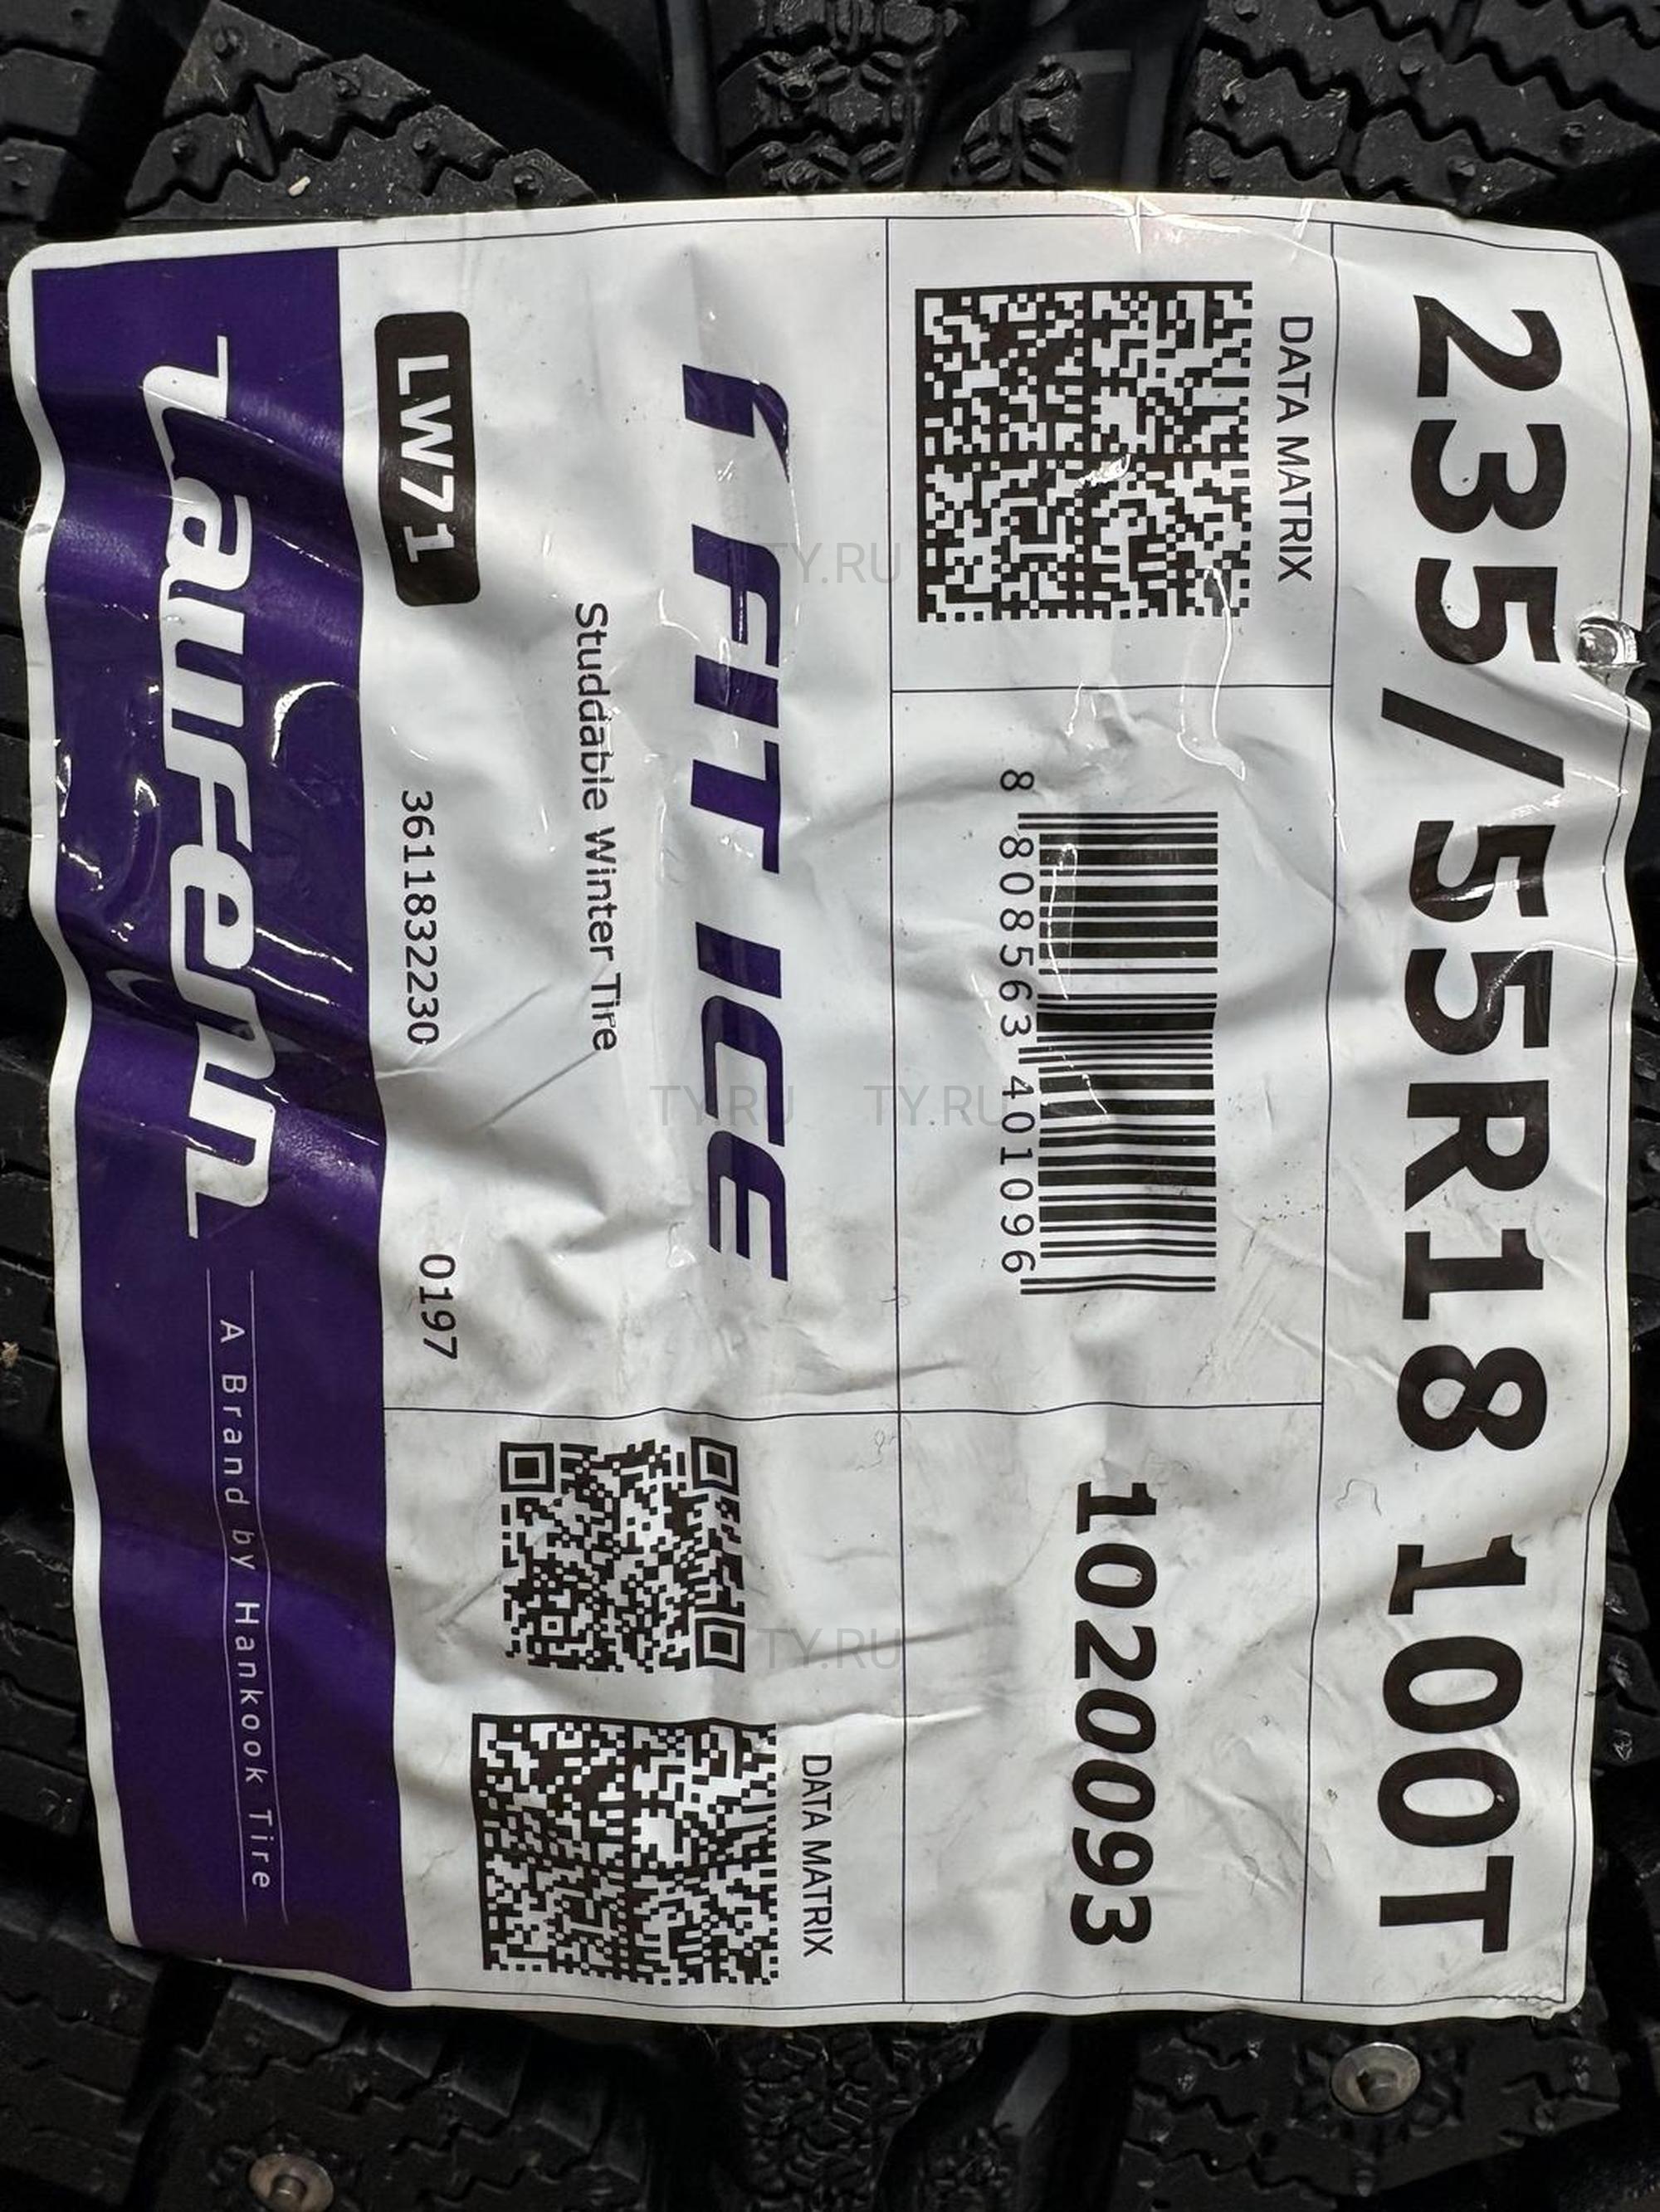 235/55R18 100T
DATA MATRIX
8 808563 401096
1020093
i FIT ICE
Studdable Winter Tire
LW71
3611832230
0197
DATA MATRIX
Laufenn
A Brand by Hankook Tire
TY.RU
TY.RU TY.RU
TY.RU